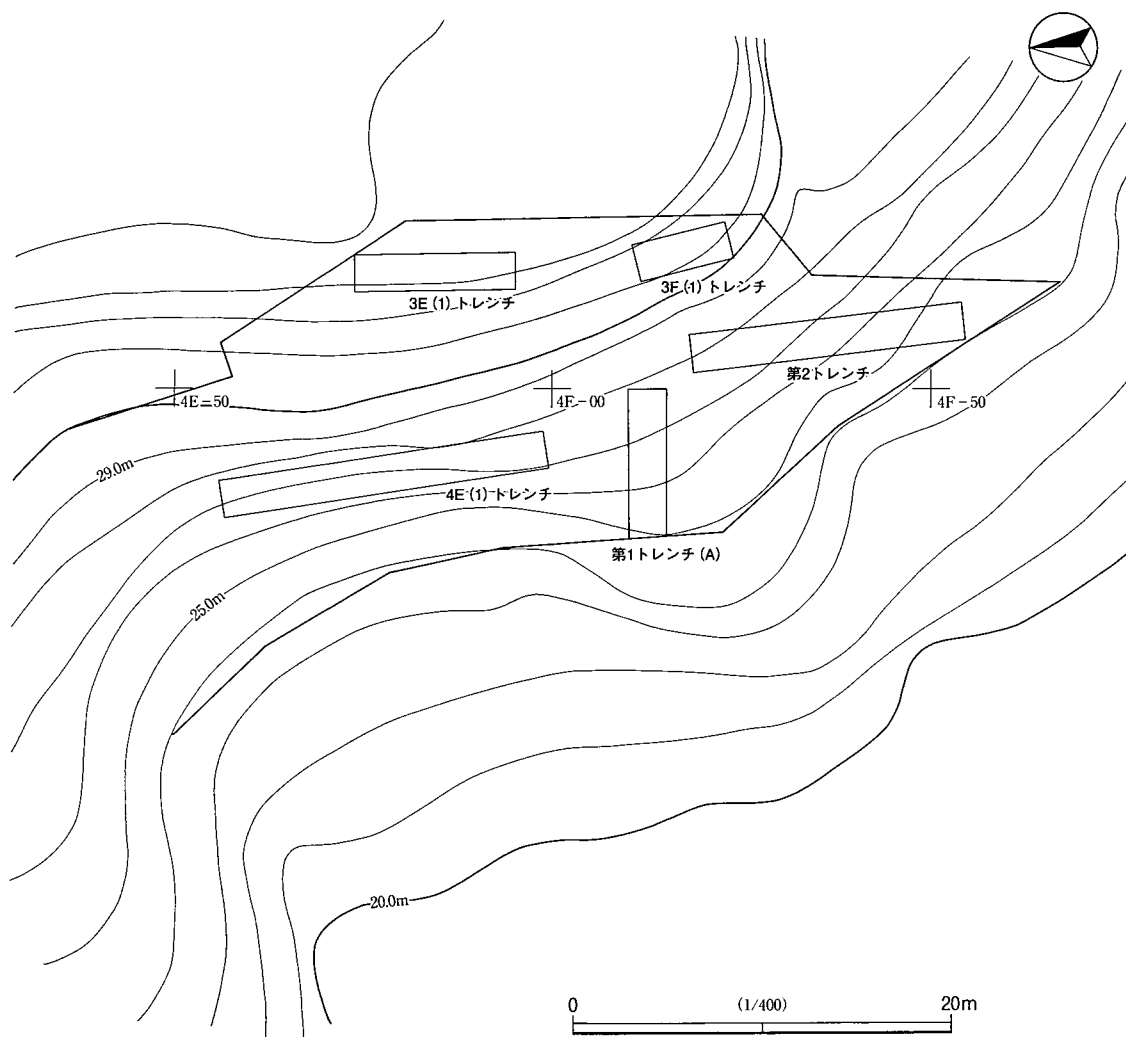 3E (1) トレンチ
3F (1) トレンチ
第2トレンチ
4E-50
4E-00
4F-50
29.0m
4E (1) トレンチ
第1トレンチ (A)
25.0m
20.0m
0 (1/400) 20m